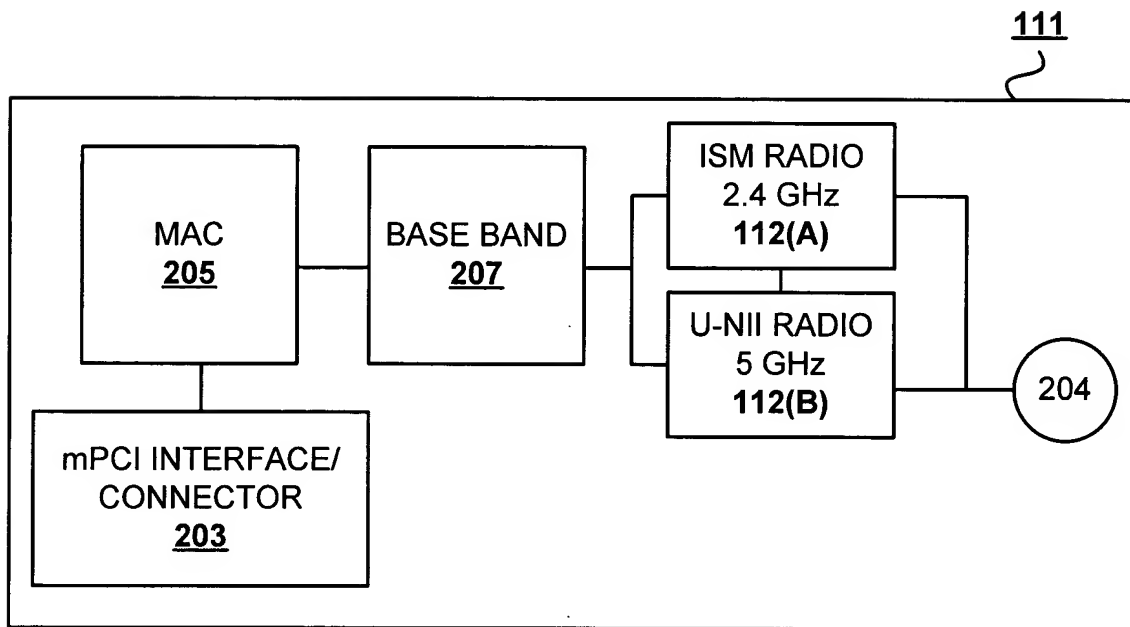 111
MAC
205
BASE BAND
207
ISM RADIO
2.4 GHz
112(A)
U-NII RADIO
5 GHz
112(B)
204
mPCI INTERFACE/
CONNECTOR
203